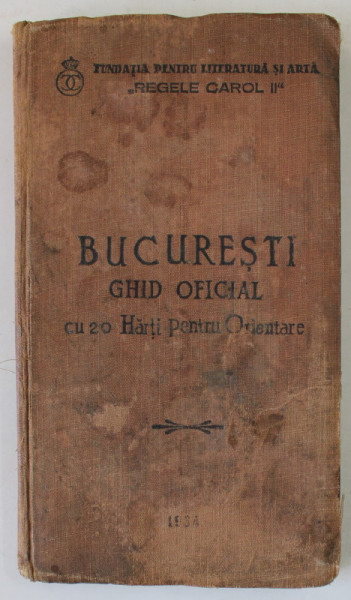 FUNDAȚIA PENTRU LITERATURĂ ȘI ARTĂ
„REGELE CAROL II“
BUCUREȘTI
GHID OFICIAL
cu 20 Hărți pentru Orientare
1934